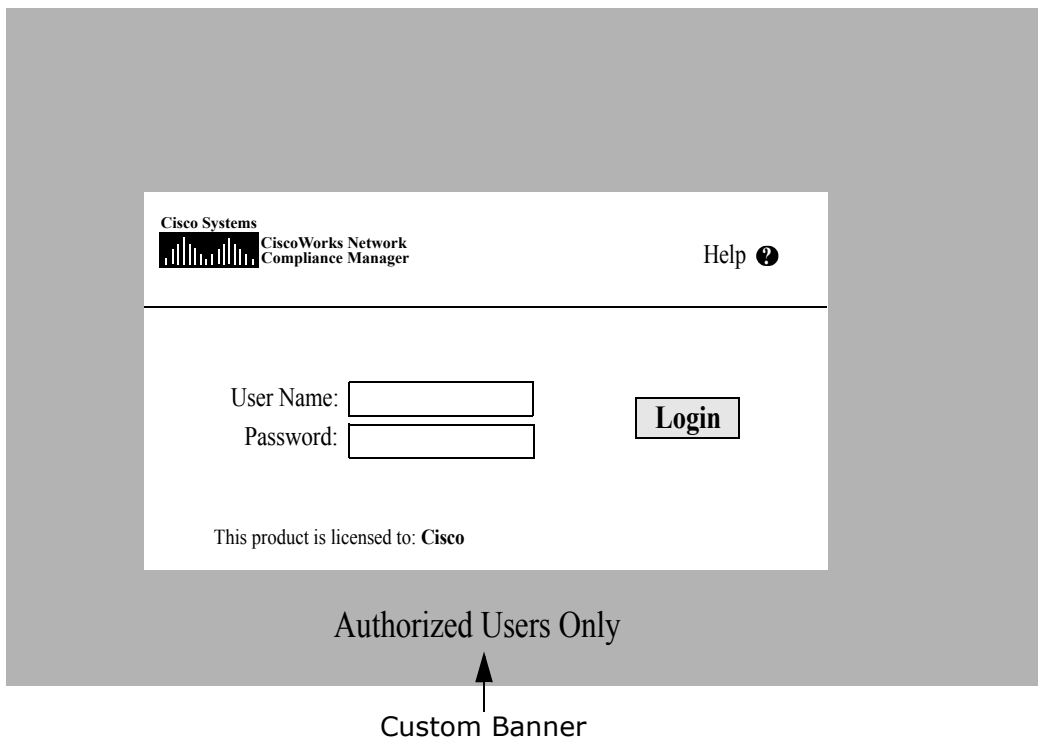 Cisco Systems
CiscoWorks Network
Compliance Manager
Help ?
User Name:
Password:
Login
This product is licensed to: Cisco
Authorized Users Only
Custom Banner